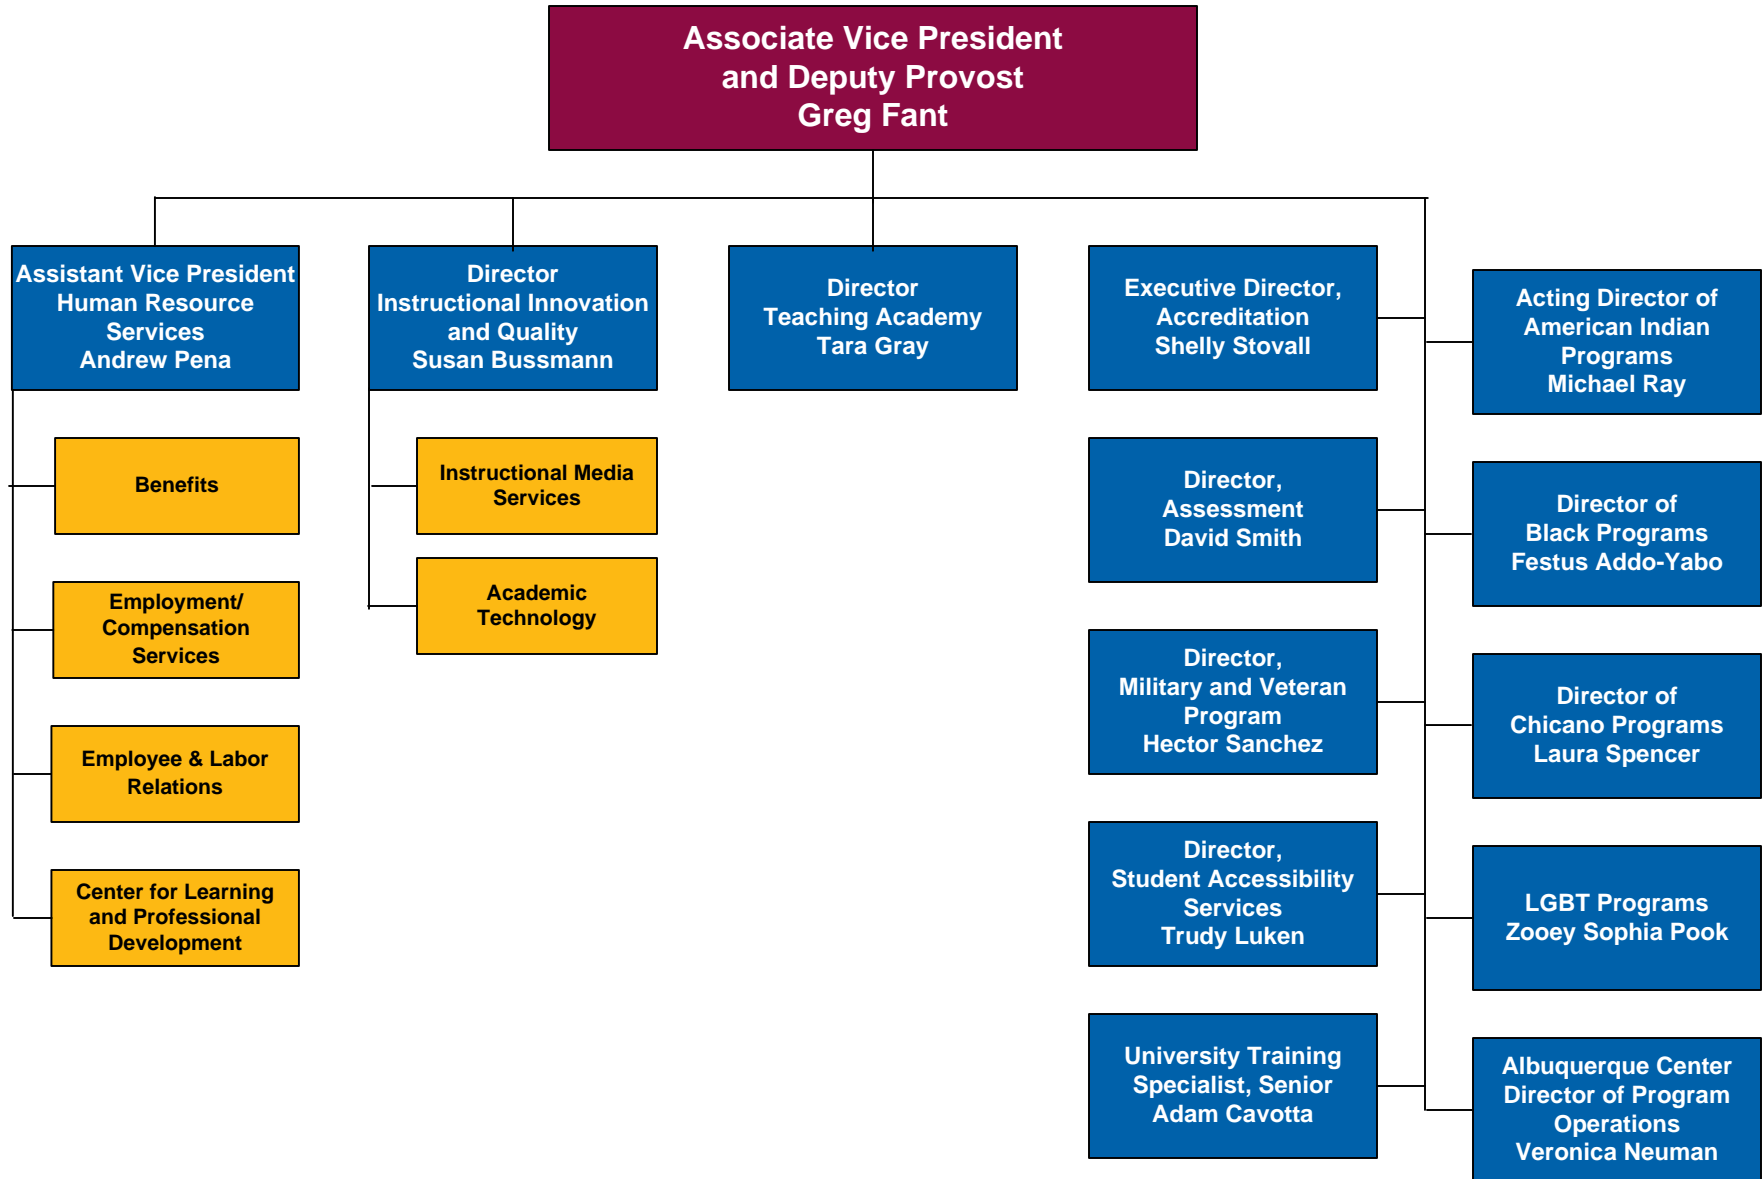 Associate Vice President
and Deputy Provost
Greg Fant
Assistant Vice President
Human Resource
Services
Andrew Pena
Benefits
Employment/
Compensation
Services
Employee & Labor
Relations
Center for Learning
and Professional
Development
Director
Instructional Innovation
and Quality
Susan Bussmann
Instructional Media
Services
Academic
Technology
Director
Teaching Academy
Tara Gray
Executive Director,
Accreditation
Shelly Stovall
Director,
Assessment
David Smith
Director,
Military and Veteran
Program
Hector Sanchez
Director,
Student Accessibility
Services
Trudy Luken
University Training
Specialist, Senior
Adam Cavotta
Acting Director of
American Indian
Programs
Michael Ray
Director of
Black Programs
Festus Addo-Yabo
Director of
Chicano Programs
Laura Spencer
LGBT Programs
Zooey Sophia Pook
Albuquerque Center
Director of Program
Operations
Veronica Neuman